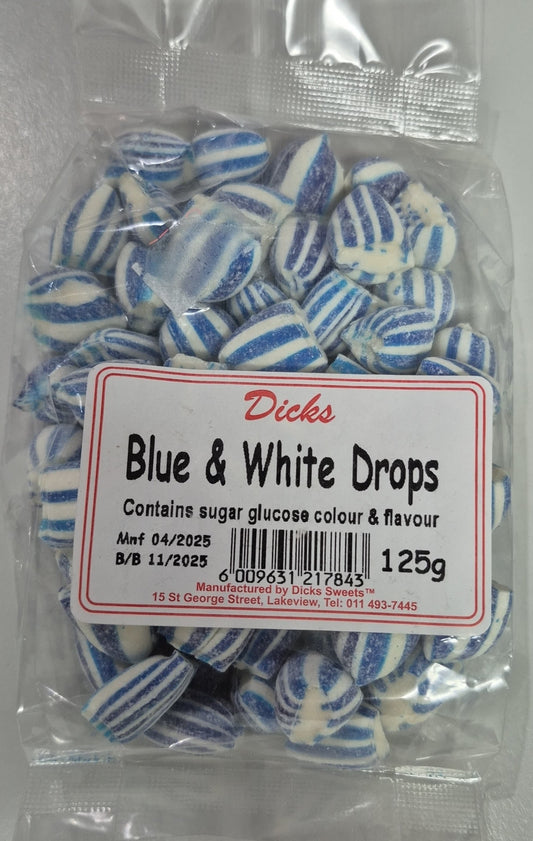 Dicks
Blue & White Drops
Contains sugar glucose colour & flavour
Mnf 04/2025
B/B 11/2025
6 009631 217843
125g
Manufactured by Dicks Sweets™
15 St George Street, Lakeview, Tel: 011 493-7445